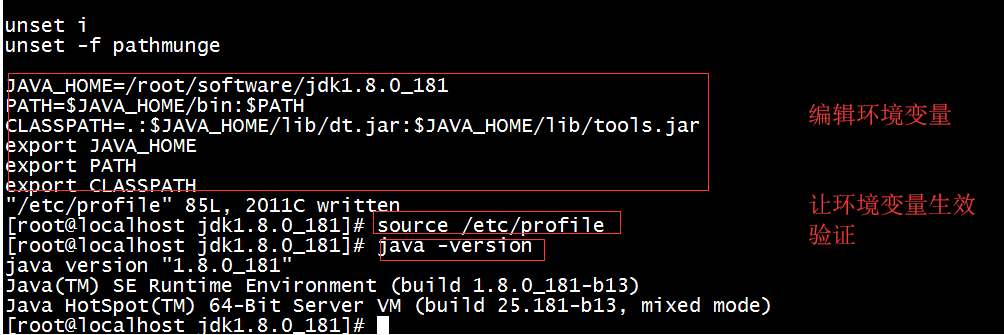 unset i
unset -f pathmunge
JAVA_HOME=/root/software/jdk1.8.0_181
PATH=$JAVA_HOME/bin:$PATH
CLASSPATH=.:$JAVA_HOME/lib/dt.jar:$JAVA_HOME/lib/tools.jar
export JAVA_HOME
export PATH
export CLASSPATH
编辑环境变量
"/etc/profile" 85L, 2011C written
[root@localhost jdk1.8.0_181]# source /etc/profile
让环境变量生效
[root@localhost jdk1.8.0_181]# java -version
验证
java version "1.8.0_181"
Java(TM) SE Runtime Environment (build 1.8.0_181-b13)
Java HotSpot(TM) 64-Bit Server VM (build 25.181-b13, mixed mode)
[root@localhost jdk1.8.0_181]#